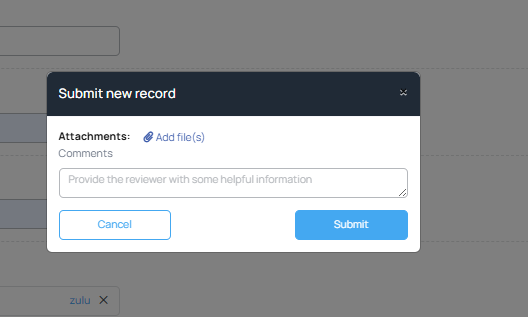 Submit new record
Attachments: Add file(s)
Comments
Provide the reviewer with some helpful information
Cancel Submit
zulu